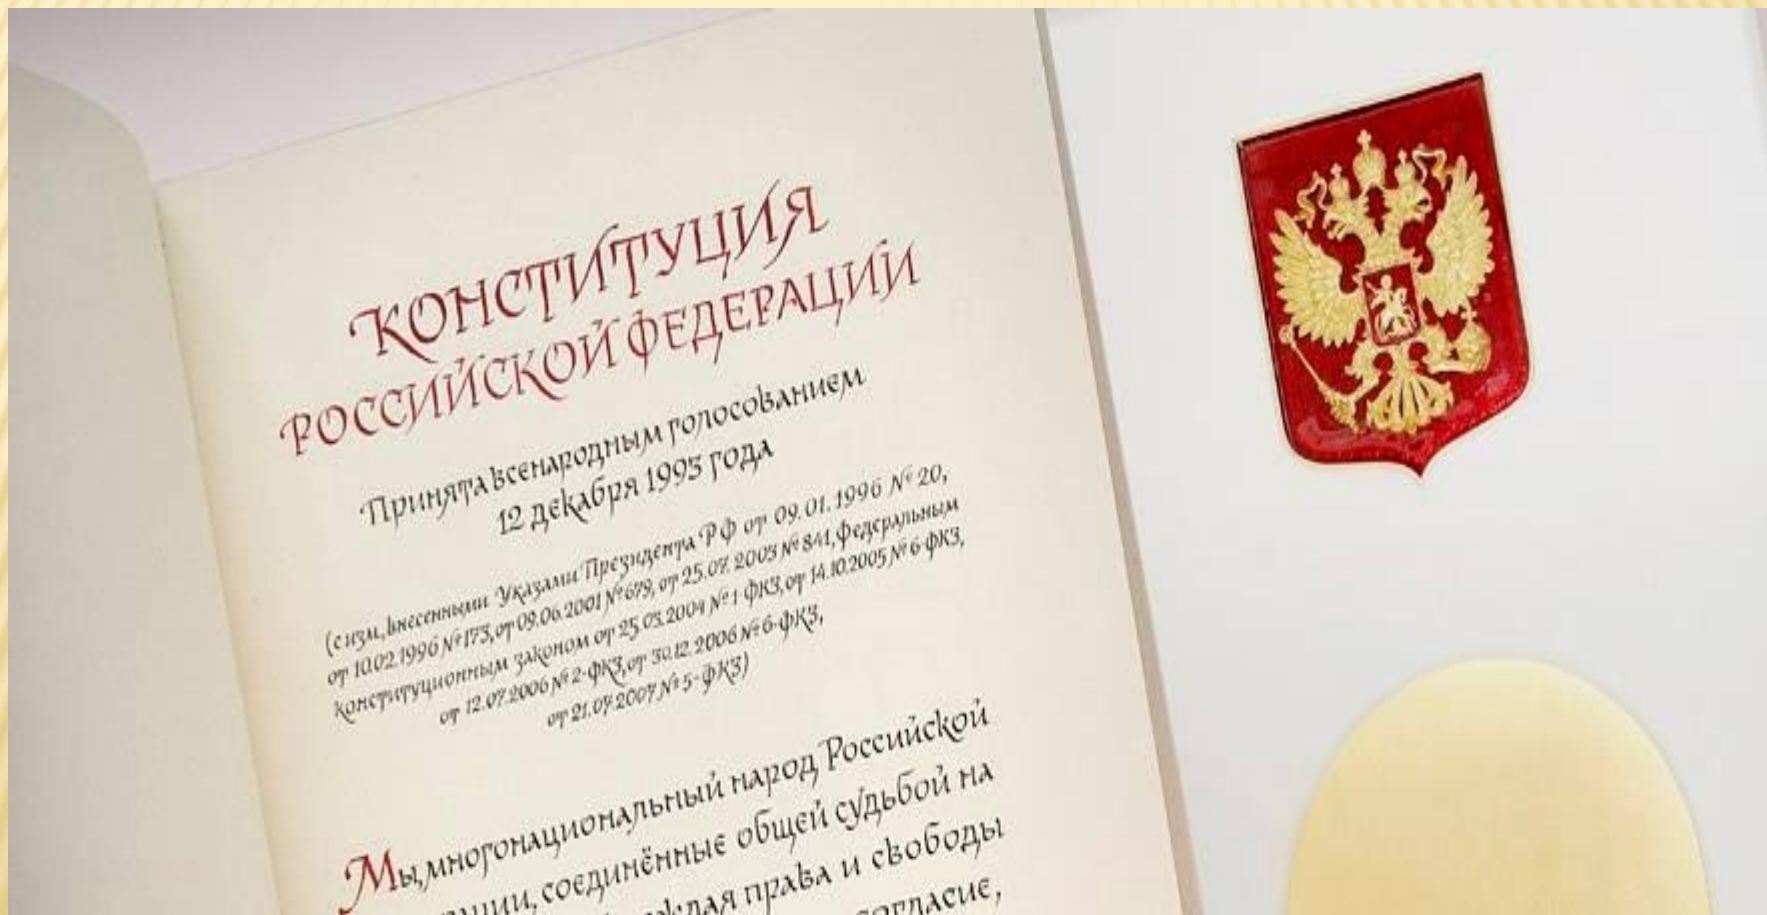 КОНСТИТУЦИЯ
РОССИЙСКОЙ ФЕДЕРАЦИИ
Принята всенародным голосованием
12 декабря 1993 года
(с изм., внесенными Указами Президента РФ от 09.01.1996 № 20,
от 10.02.1996 № 173, от 09.06.2001 № 679, от 25.07.2003 № 841, Федеральным
конституционным законом от 25.03.2004 № 1-ФКЗ, от 14.10.2005 № 6-ФКЗ,
от 12.07.2006 № 2-ФКЗ, от 30.12.2006 № 6-ФКЗ,
от 21.07.2007 № 5-ФКЗ)
Мы, многонациональный народ Российской
соединённые общей судьбой на
права и свободы
согласие,